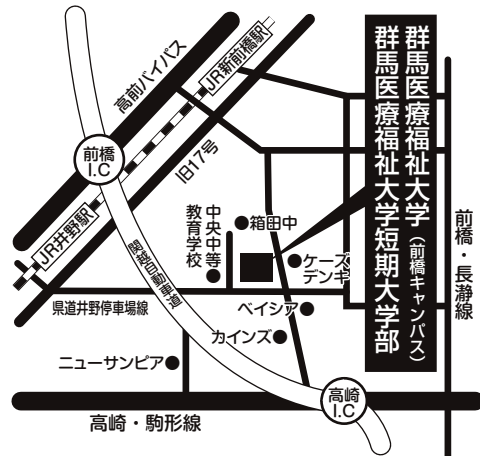 群馬医療福祉大学(前橋キャンパス)
群馬医療福祉大学短期大学部
JR新前橋駅
高前バイパス
前橋
I.C
旧17号
JR井野駅
中央中等
教育学校
箱田中
ケーズ
デンキ
前橋・長瀞線
関越自動車道
県道井野停車場線
ベイシア
カインズ
ニューサンピア
高崎
I.C
高崎・駒形線